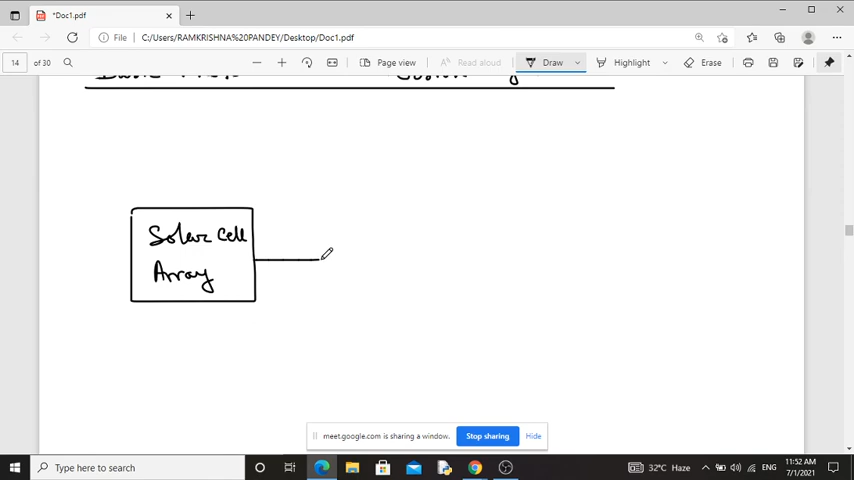 *Doc1.pdf
File C:/Users/RAMKRISHNA%20PANDEY/Desktop/Doc1.pdf
14 of 30 Page view Read aloud Draw Highlight Erase
Solar Cell
Array
meet.google.com is sharing a window. Stop sharing Hide
Type here to search 32°C Haze ENG 11:52 AM
7/1/2021